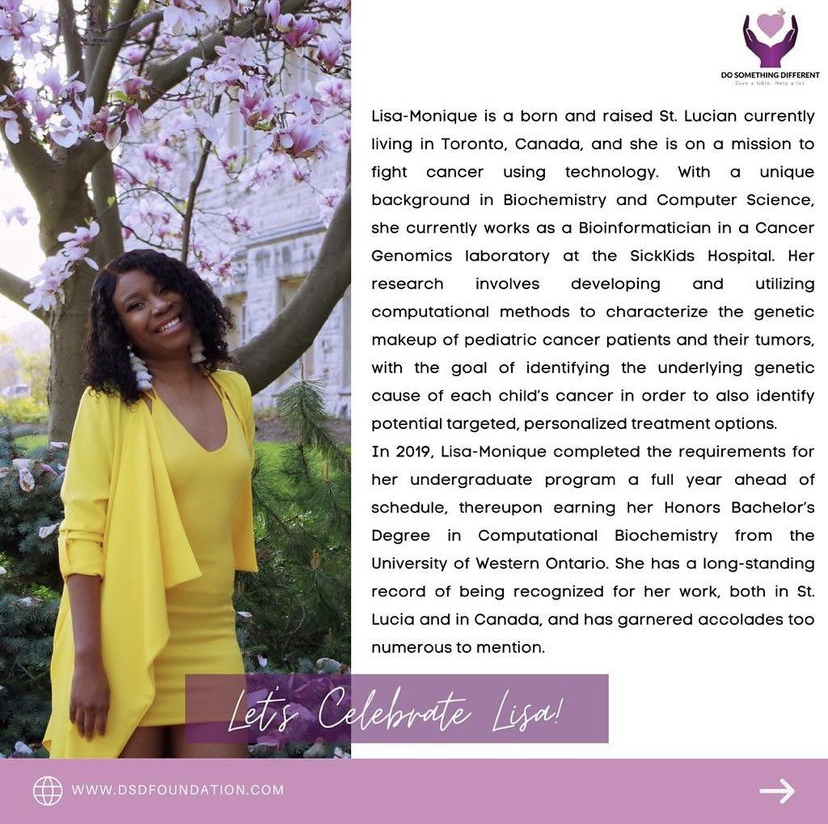 DO SOMETHING DIFFERENT
Give a little, Help a lot
Lisa-Monique is a born and raised St. Lucian currently
living in Toronto, Canada, and she is on a mission to
fight cancer using technology. With a unique
background in Biochemistry and Computer Science,
she currently works as a Bioinformatician in a Cancer
Genomics laboratory at the SickKids Hospital. Her
research involves developing and utilizing
computational methods to characterize the genetic
makeup of pediatric cancer patients and their tumors,
with the goal of identifying the underlying genetic
cause of each child's cancer in order to also identify
potential targeted, personalized treatment options.
In 2019, Lisa-Monique completed the requirements for
her undergraduate program a full year ahead of
schedule, thereupon earning her Honors Bachelor's
Degree in Computational Biochemistry from the
University of Western Ontario. She has a long-standing
record of being recognized for her work, both in St.
Lucia and in Canada, and has garnered accolades too
numerous to mention.
Let's Celebrate Lisa!
WWW.DSDFOUNDATION.COM